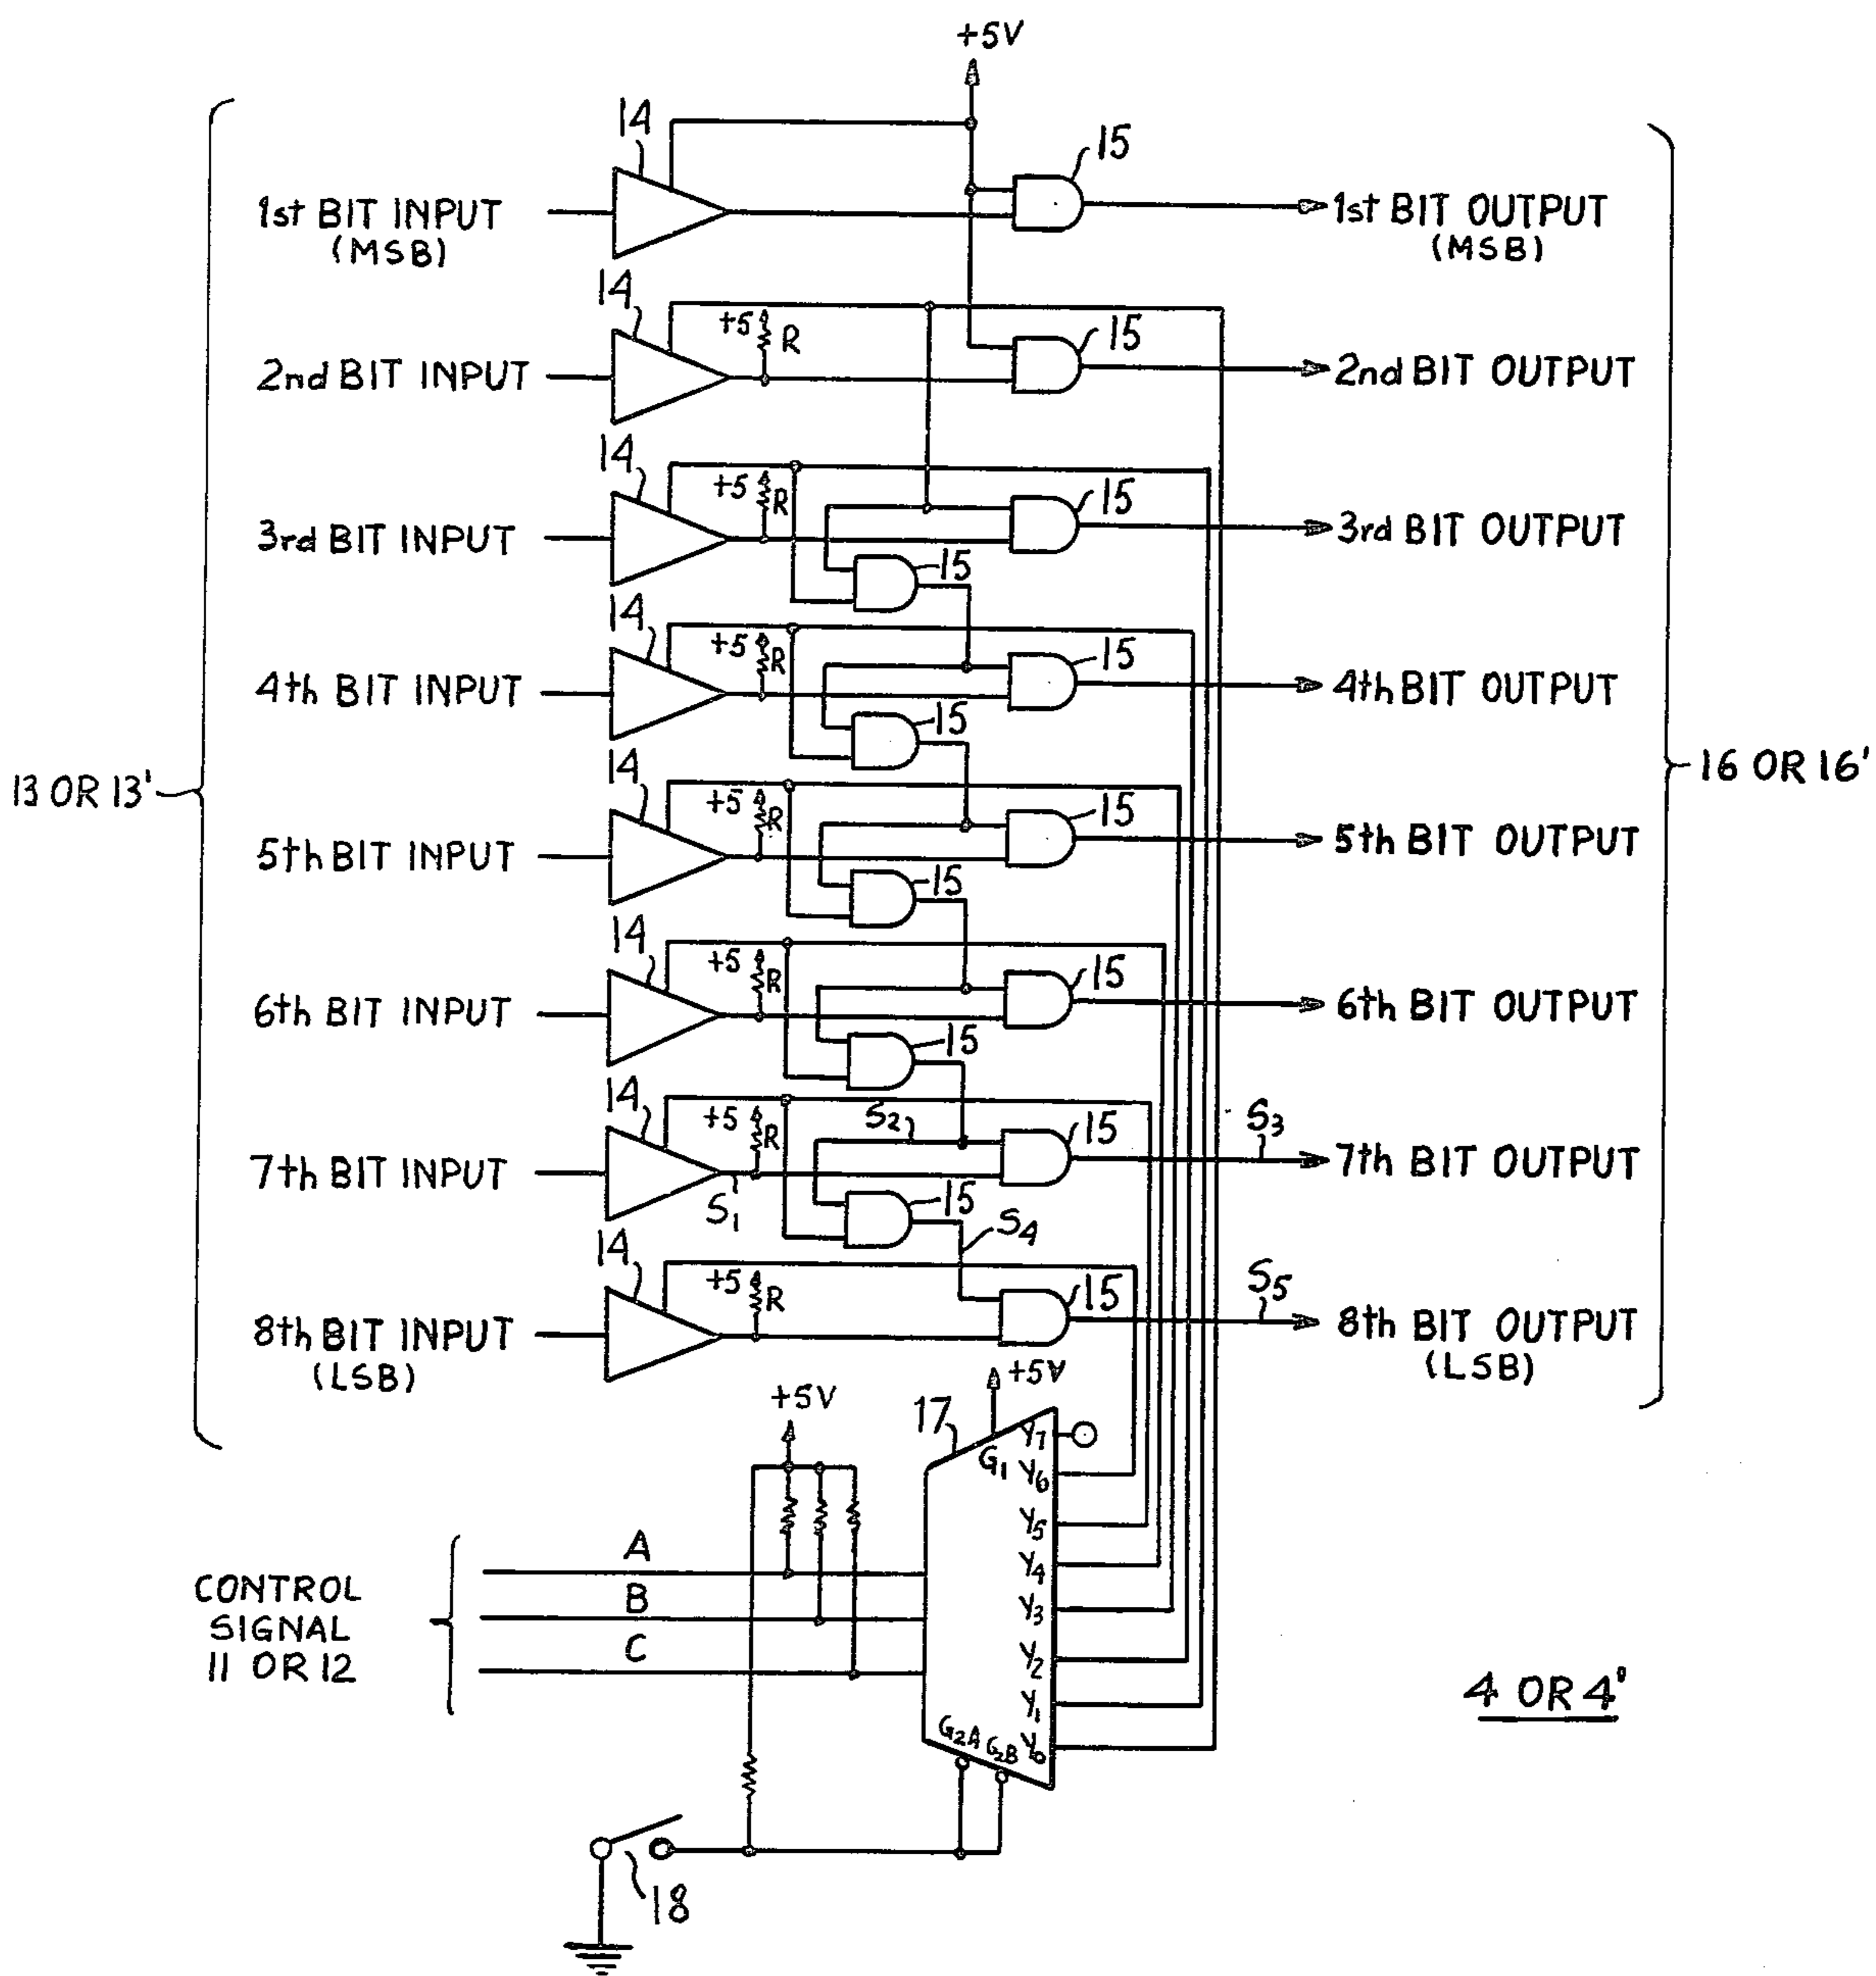 +5V
14
15
1st BIT INPUT
(MSB)
1st BIT OUTPUT
(MSB)
14
+5 R
15
2nd BIT INPUT
2nd BIT OUTPUT
14
+5 R
15
3rd BIT INPUT
3rd BIT OUTPUT
15
14
+5 R
15
4th BIT INPUT
4th BIT OUTPUT
15
14
13 OR 13'
16 OR 16'
+5 R
15
5th BIT INPUT
5th BIT OUTPUT
15
14
+5 R
15
6th BIT INPUT
6th BIT OUTPUT
15
14
+5 R
S2
15
S3
7th BIT INPUT
7th BIT OUTPUT
S1
15
S4
14
+5 R
15
S5
8th BIT INPUT
(LSB)
8th BIT OUTPUT
(LSB)
+5V
+5V
17
G1
Y7
Y6
Y5
Y4
Y3
Y2
Y1
Y0
A
B
C
CONTROL
SIGNAL
11 OR 12
G2A G2B
4 OR 4'
18